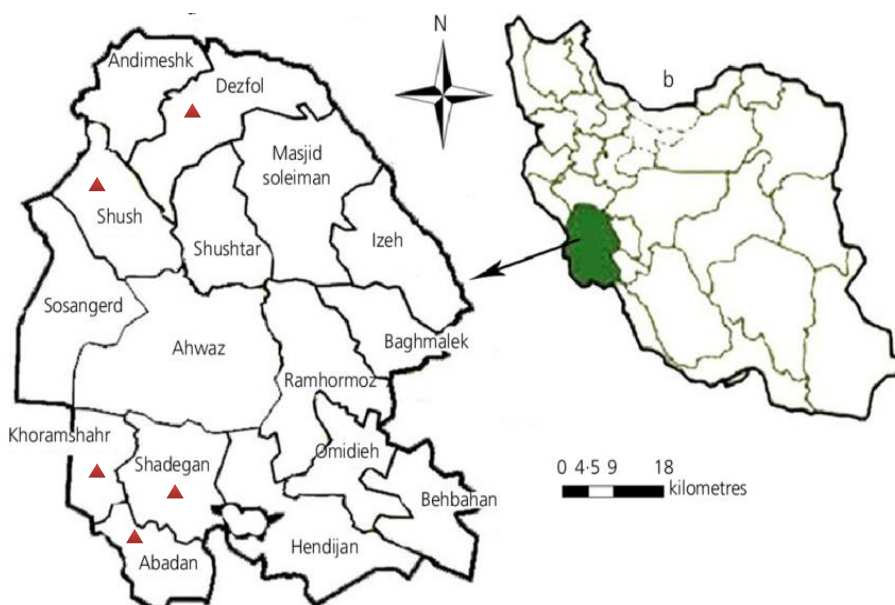 N
Andimeshk
Dezfol
b
Masjid
soleiman
Shush
Shushtar
Izeh
Sosangerd
Ahwaz
Baghmalek
Ramhormoz
Khoramshahr
Shadegan
Omidieh
Behbahan
Hendijan
Abadan
0 4·5 9 18
kilometres